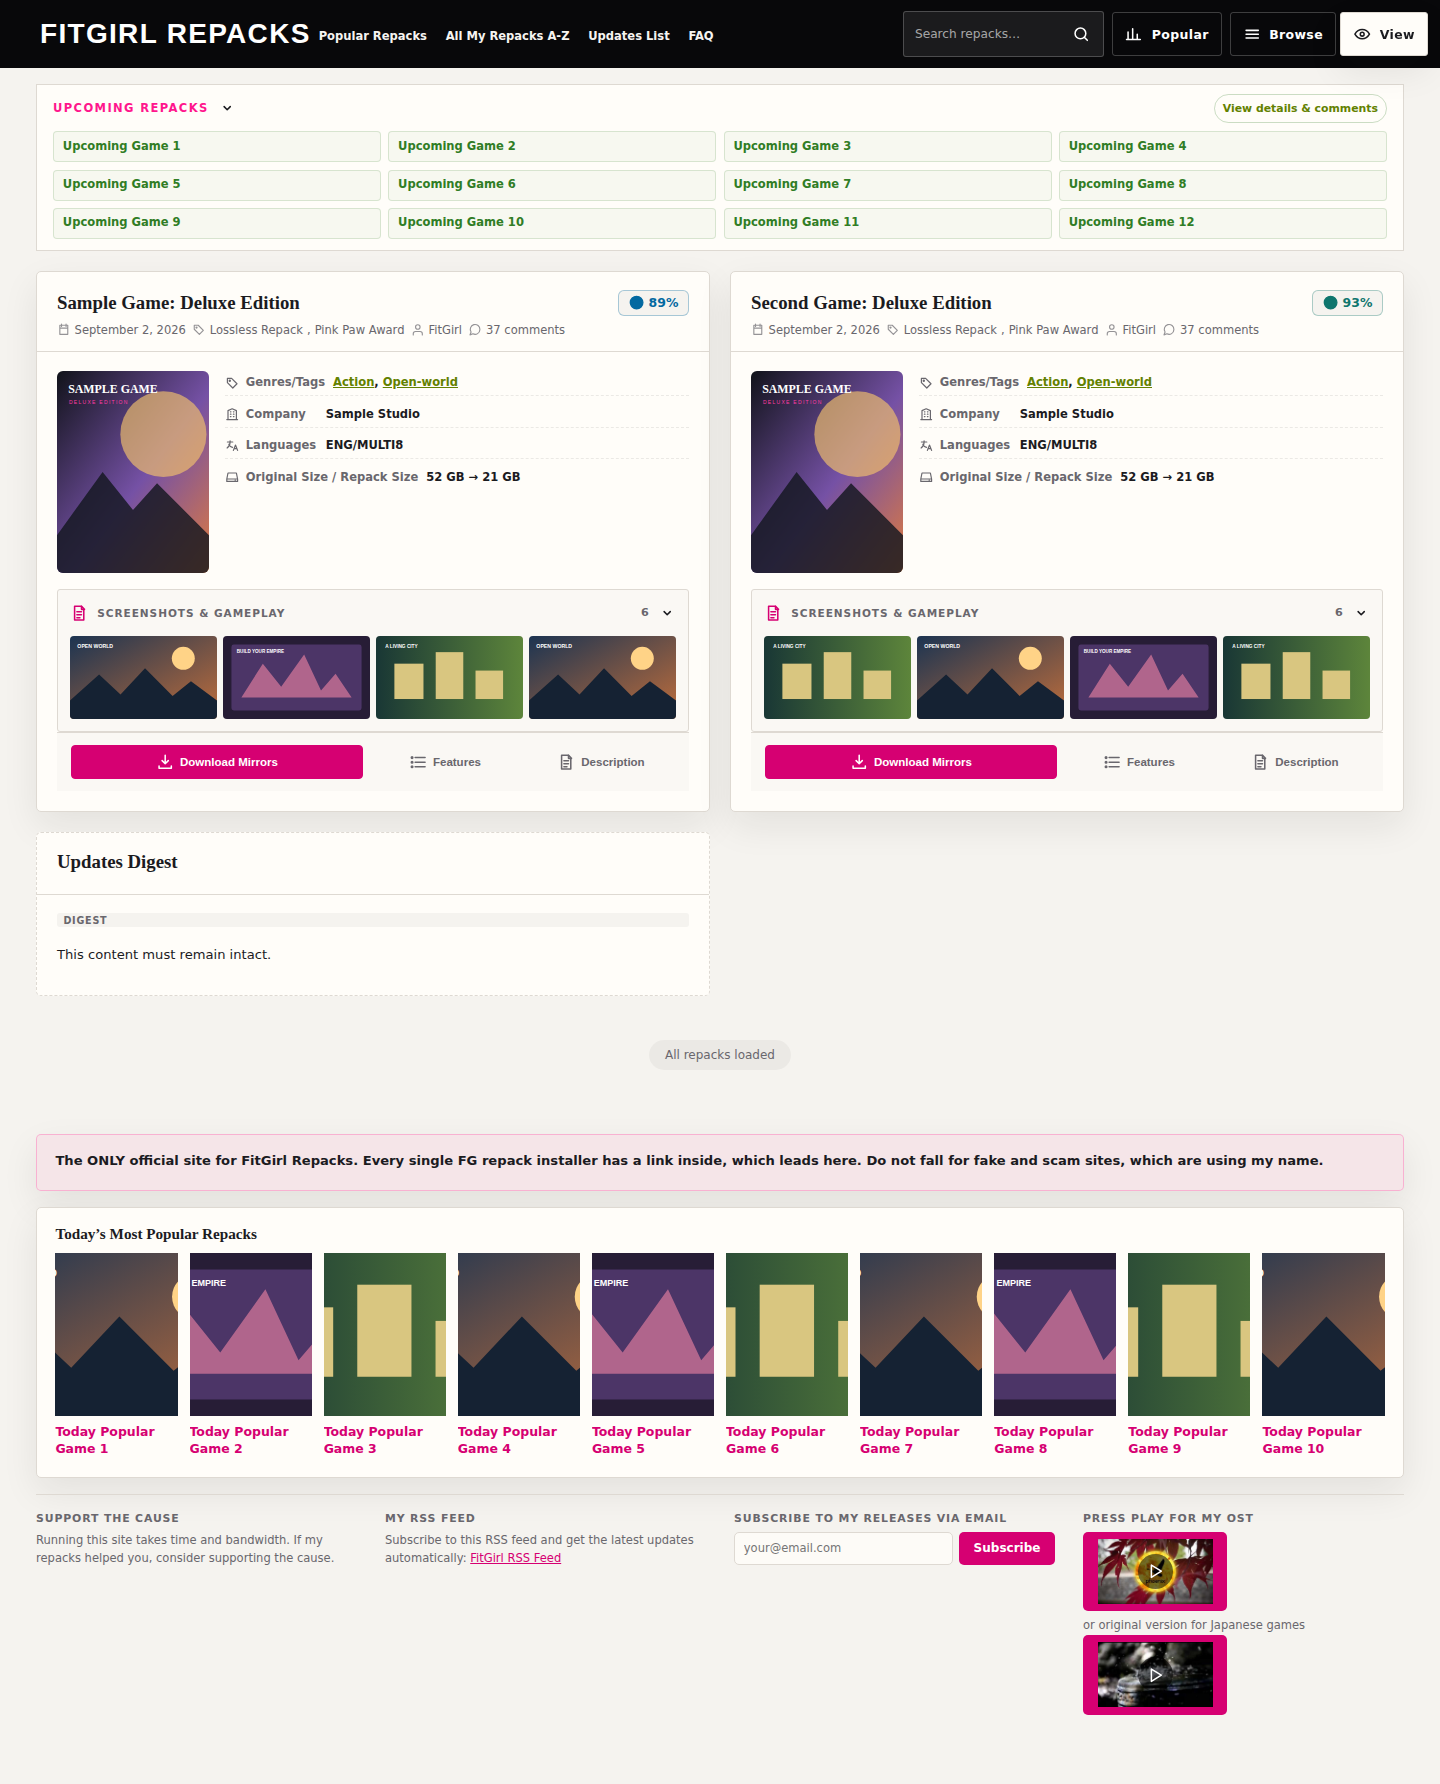 FITGIRL REPACKS Popular Repacks All My Repacks A-Z Updates List FAQ Search repacks... Popular Browse View
UPCOMING REPACKS View details & comments
Upcoming Game 1 Upcoming Game 2 Upcoming Game 3 Upcoming Game 4
Upcoming Game 5 Upcoming Game 6 Upcoming Game 7 Upcoming Game 8
Upcoming Game 9 Upcoming Game 10 Upcoming Game 11 Upcoming Game 12
Sample Game: Deluxe Edition 89%
September 2, 2026 Lossless Repack , Pink Paw Award FitGirl 37 comments
SAMPLE GAME
DELUXE EDITION
Genres/Tags Action, Open-world
Company Sample Studio
Languages ENG/MULTI8
Original Size / Repack Size 52 GB → 21 GB
SCREENSHOTS & GAMEPLAY 6
OPEN WORLD BUILD YOUR EMPIRE A LIVING CITY OPEN WORLD
Download Mirrors Features Description
Second Game: Deluxe Edition 93%
September 2, 2026 Lossless Repack , Pink Paw Award FitGirl 37 comments
SAMPLE GAME
DELUXE EDITION
Genres/Tags Action, Open-world
Company Sample Studio
Languages ENG/MULTI8
Original Size / Repack Size 52 GB → 21 GB
SCREENSHOTS & GAMEPLAY 6
A LIVING CITY OPEN WORLD BUILD YOUR EMPIRE A LIVING CITY
Download Mirrors Features Description
Updates Digest
DIGEST
This content must remain intact.
All repacks loaded
The ONLY official site for FitGirl Repacks. Every single FG repack installer has a link inside, which leads here. Do not fall for fake and scam sites, which are using my name.
Today’s Most Popular Repacks
EMPIRE EMPIRE EMPIRE
Today Popular Game 1
Today Popular Game 2
Today Popular Game 3
Today Popular Game 4
Today Popular Game 5
Today Popular Game 6
Today Popular Game 7
Today Popular Game 8
Today Popular Game 9
Today Popular Game 10
SUPPORT THE CAUSE
Running this site takes time and bandwidth. If my
repacks helped you, consider supporting the cause.
MY RSS FEED
Subscribe to this RSS feed and get the latest updates
automatically: FitGirl RSS Feed
SUBSCRIBE TO MY RELEASES VIA EMAIL
your@email.com Subscribe
PRESS PLAY FOR MY OST
or original version for Japanese games